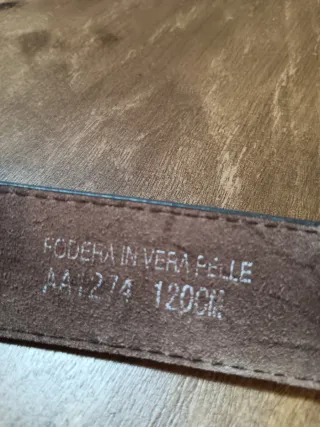 FODERA IN VERA PELLE
AA1274 120CM